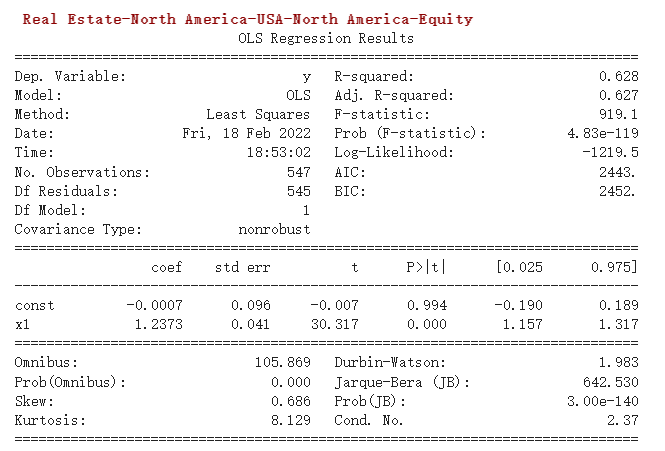 Real Estate-North America-USA-North America-Equity
OLS Regression Results
==============================================================================
Dep. Variable: y R-squared: 0.628
Model: OLS Adj. R-squared: 0.627
Method: Least Squares F-statistic: 919.1
Date: Fri, 18 Feb 2022 Prob (F-statistic): 4.83e-119
Time: 18:53:02 Log-Likelihood: -1219.5
No. Observations: 547 AIC: 2443.
Df Residuals: 545 BIC: 2452.
Df Model: 1
Covariance Type: nonrobust
==============================================================================
coef std err t P>|t| [0.025 0.975]
------------------------------------------------------------------------------
const -0.0007 0.096 -0.007 0.994 -0.190 0.189
x1 1.2373 0.041 30.317 0.000 1.157 1.317
==============================================================================
Omnibus: 105.869 Durbin-Watson: 1.983
Prob(Omnibus): 0.000 Jarque-Bera (JB): 642.530
Skew: 0.686 Prob(JB): 3.00e-140
Kurtosis: 8.129 Cond. No. 2.37
==============================================================================